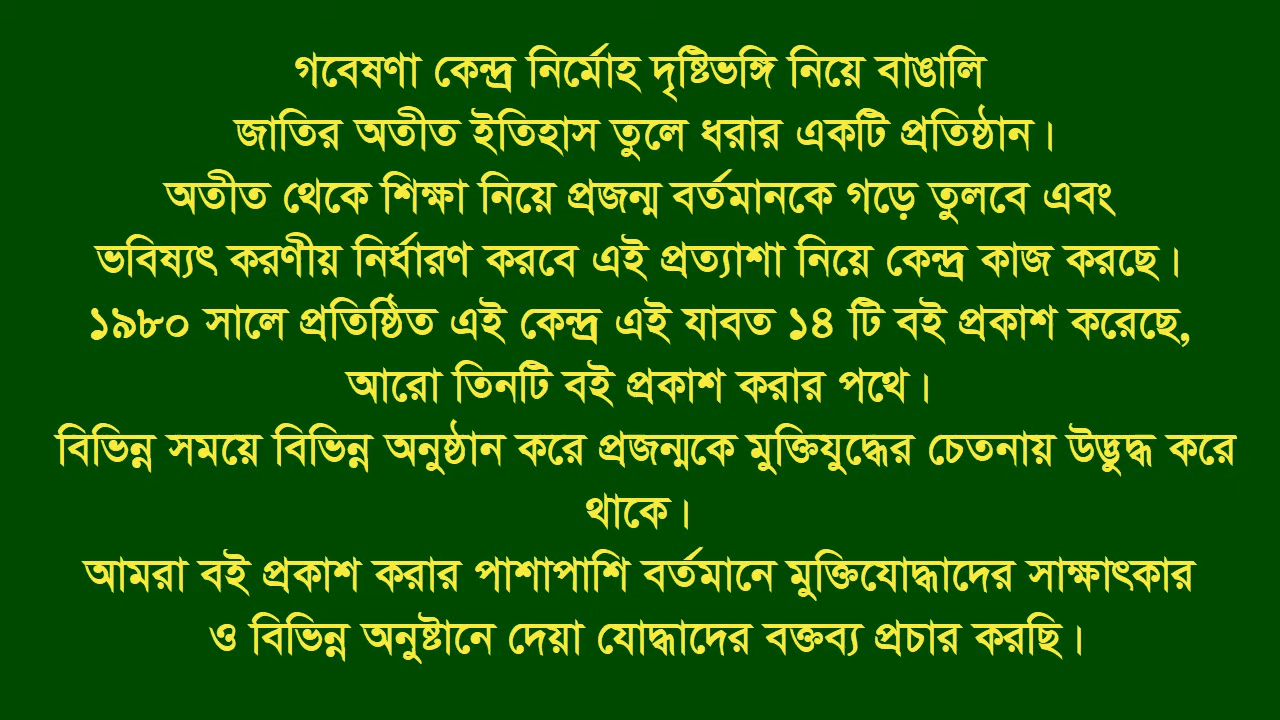 গবেষণা কেন্দ্র নির্মোহ দৃষ্টিভঙ্গি নিয়ে বাঙালি
জাতির অতীত ইতিহাস তুলে ধরার একটি প্রতিষ্ঠান।
অতীত থেকে শিক্ষা নিয়ে প্রজন্ম বর্তমানকে গড়ে তুলবে এবং
ভবিষ্যৎ করণীয় নির্ধারণ করবে এই প্রত্যাশা নিয়ে কেন্দ্র কাজ করছে।
১৯৮০ সালে প্রতিষ্ঠিত এই কেন্দ্র এই যাবত ১৪ টি বই প্রকাশ করেছে,
আরো তিনটি বই প্রকাশ করার পথে।
বিভিন্ন সময়ে বিভিন্ন অনুষ্ঠান করে প্রজন্মকে মুক্তিযুদ্ধের চেতনায় উদ্ভুদ্ধ করে
থাকে।
আমরা বই প্রকাশ করার পাশাপাশি বর্তমানে মুক্তিযোদ্ধাদের সাক্ষাৎকার
ও বিভিন্ন অনুষ্টানে দেয়া যোদ্ধাদের বক্তব্য প্রচার করছি।